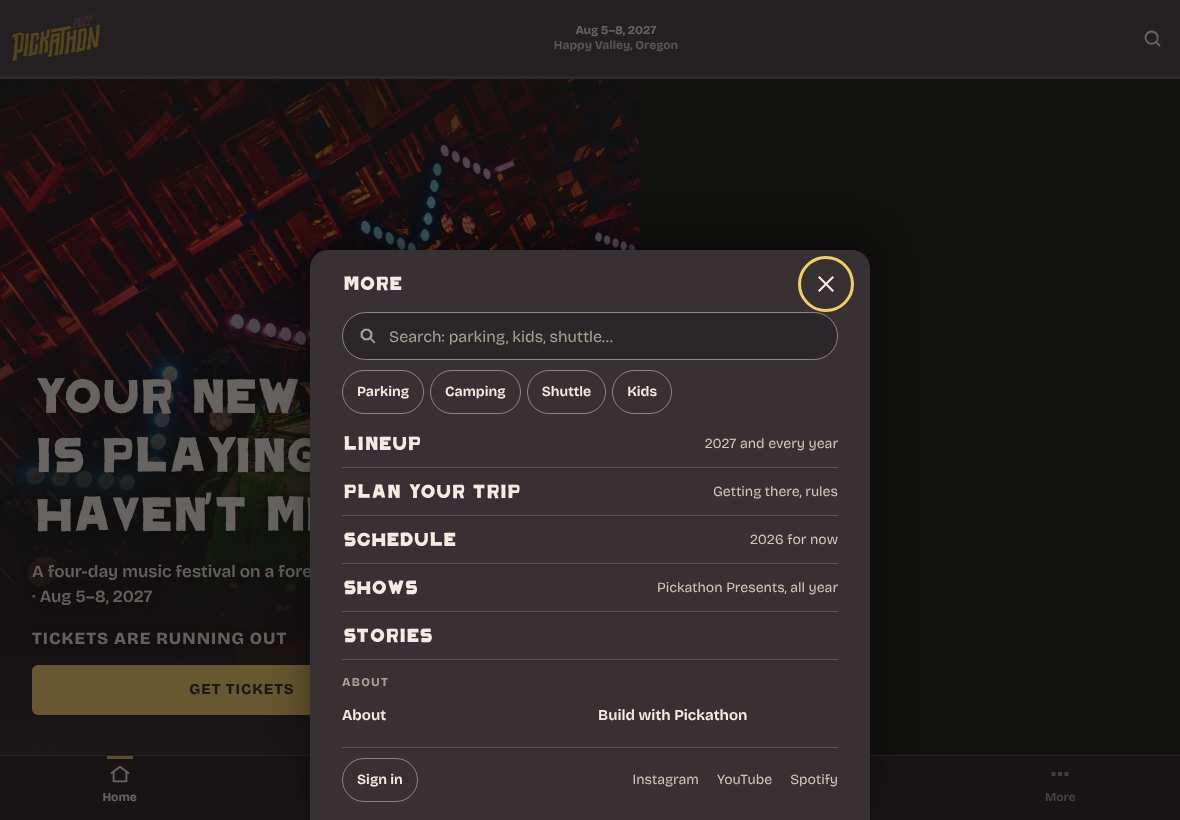 2027
PICKATHON
Aug 5–8, 2027
Happy Valley, Oregon
MORE
Search: parking, kids, shuttle...
Parking
Camping
Shuttle
Kids
LINEUP
2027 and every year
PLAN YOUR TRIP
Getting there, rules
SCHEDULE
2026 for now
SHOWS
Pickathon Presents, all year
STORIES
ABOUT
About
Build with Pickathon
Sign in
Instagram
YouTube
Spotify
YOUR NEW
IS PLAYING
HAVEN'T
A four-day music festival on a
· Aug 5–8, 2027
TICKETS ARE RUNNING OUT
GET TICKETS
Home
More